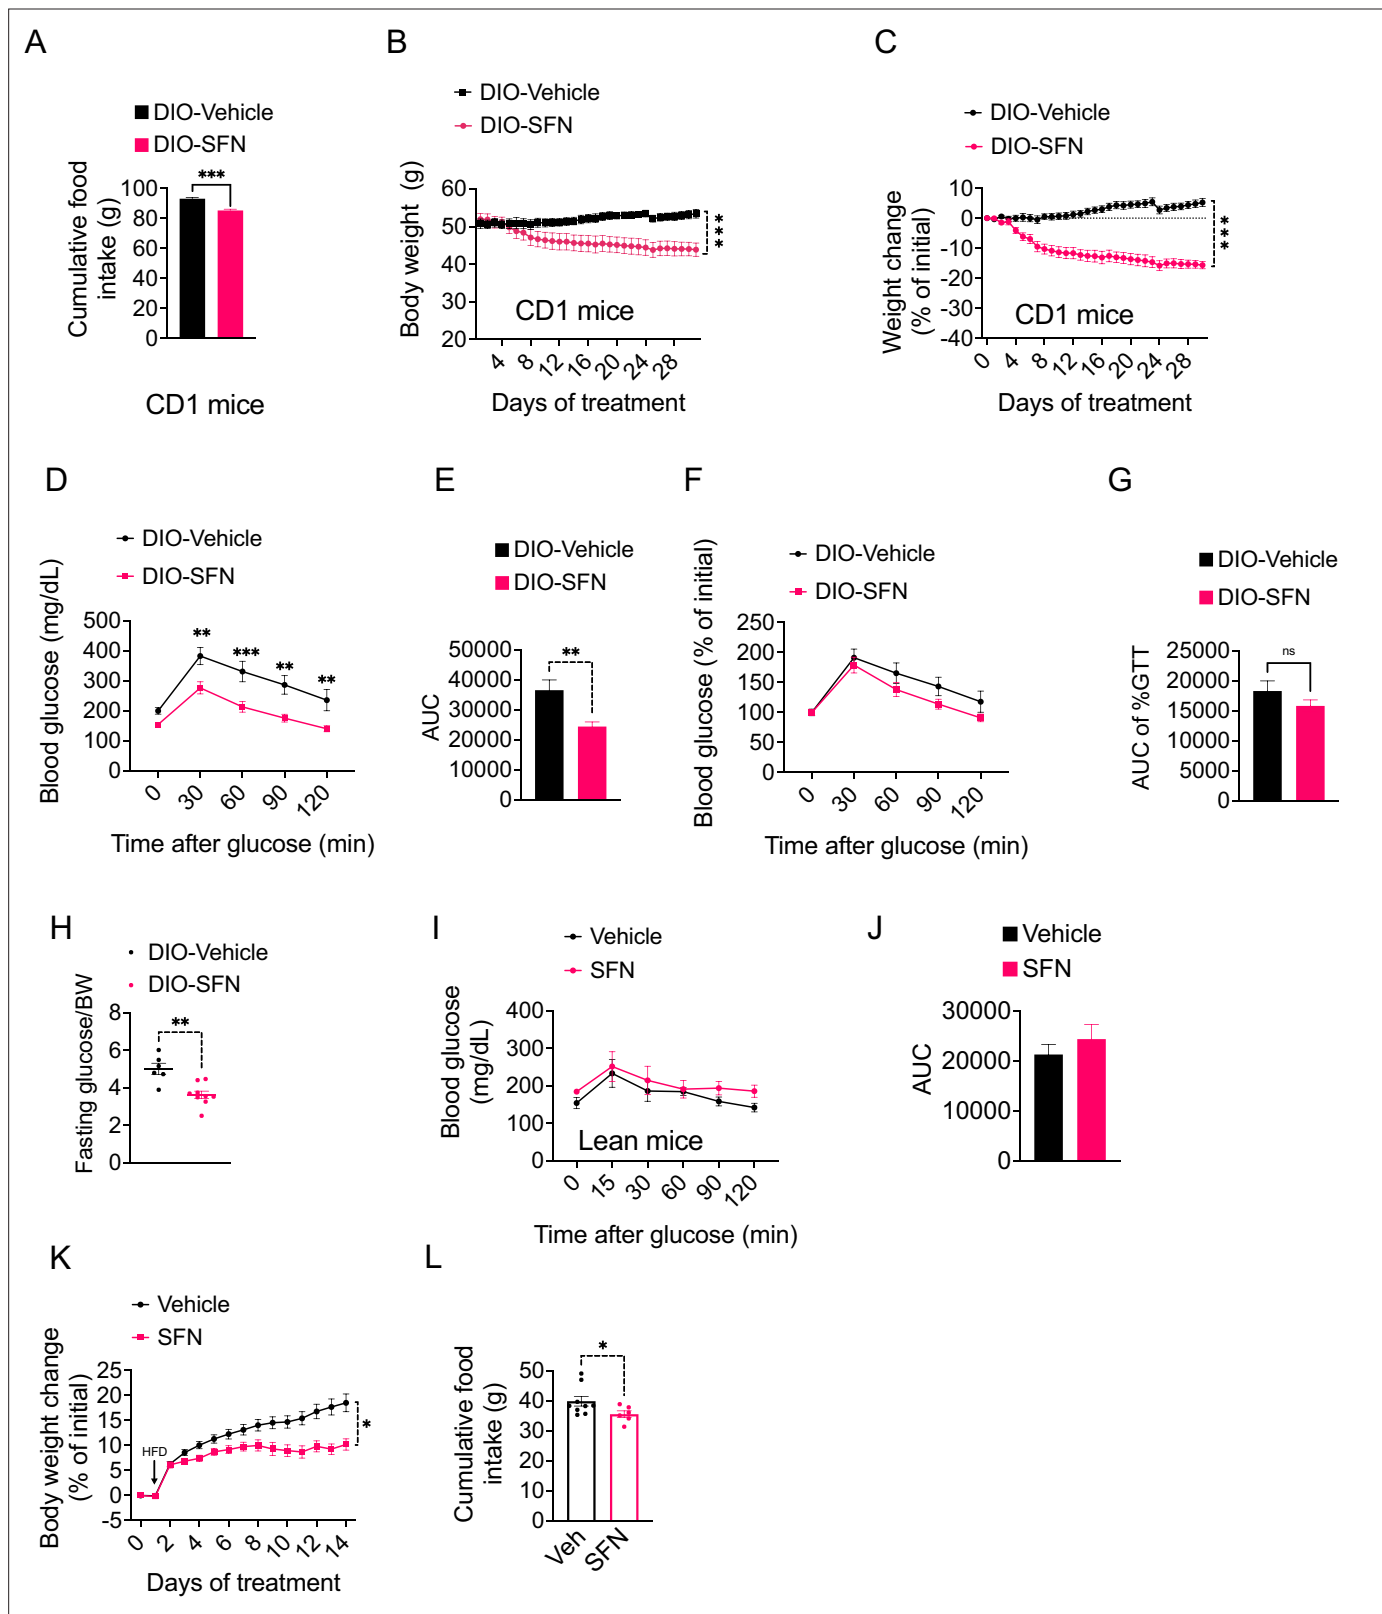 A
DIO-Vehicle
DIO-SFN
***
Cumulative food
intake (g)
100
80
60
40
20
0
CD1 mice
B
DIO-Vehicle
DIO-SFN
Body weight (g)
60
50
40
30
20
***
CD1 mice
4 8 12 16 20 24 28
Days of treatment
C
DIO-Vehicle
DIO-SFN
Weight change
(% of initial)
10
0
-10
-20
-30
-40
***
CD1 mice
0 4 8 12 16 20 24 28
Days of treatment
D
DIO-Vehicle
DIO-SFN
Blood glucose (mg/dL)
500
400
300
200
100
0
** *** ** **
0 30 60 90 120
Time after glucose (min)
E
DIO-Vehicle
DIO-SFN
AUC
50000
40000
30000
20000
10000
0
**
F
DIO-Vehicle
DIO-SFN
Blood glucose (% of initial)
250
200
150
100
50
0
0 30 60 90 120
Time after glucose (min)
G
DIO-Vehicle
DIO-SFN
AUC of %GTT
25000
20000
15000
10000
5000
0
ns
H
DIO-Vehicle
DIO-SFN
Fasting glucose/BW
8
6
4
2
0
**
I
Vehicle
SFN
Blood glucose
(mg/dL)
400
300
200
100
0
Lean mice
0 15 30 60 90 120
Time after glucose (min)
J
Vehicle
SFN
AUC
30000
20000
10000
0
K
Vehicle
SFN
Body weight change
(% of initial)
25
20
15
10
5
0
-5
HFD
*
0 2 4 6 8 10 12 14
Days of treatment
L
Cumulative food
intake (g)
50
40
30
20
10
0
*
Veh SFN